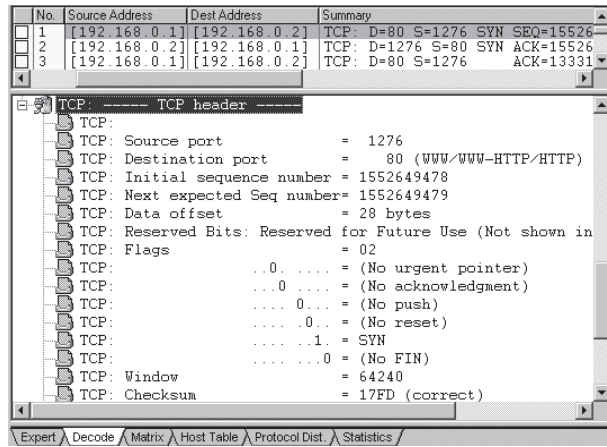 No. Source Address Dest Address Summary
1 [192.168.0.1] [192.168.0.2] TCP: D=80 S=1276 SYN SEQ=15526
2 [192.168.0.2] [192.168.0.1] TCP: D=1276 S=80 SYN ACK=15526
3 [192.168.0.1] [192.168.0.2] TCP: D=80 S=1276 ACK=13331
TCP: ----- TCP header -----
TCP:
TCP: Source port = 1276
TCP: Destination port = 80 (WWW/WWW-HTTP/HTTP)
TCP: Initial sequence number = 1552649478
TCP: Next expected Seq number= 1552649479
TCP: Data offset = 28 bytes
TCP: Reserved Bits: Reserved for Future Use (Not shown in
TCP: Flags = 02
TCP: ..0. .... = (No urgent pointer)
TCP: ...0 .... = (No acknowledgment)
TCP: .... 0... = (No push)
TCP: .... .0.. = (No reset)
TCP: .... ..1. = SYN
TCP: .... ...0 = (No FIN)
TCP: Window = 64240
TCP: Checksum = 17FD (correct)
Expert Decode Matrix Host Table Protocol Dist. Statistics